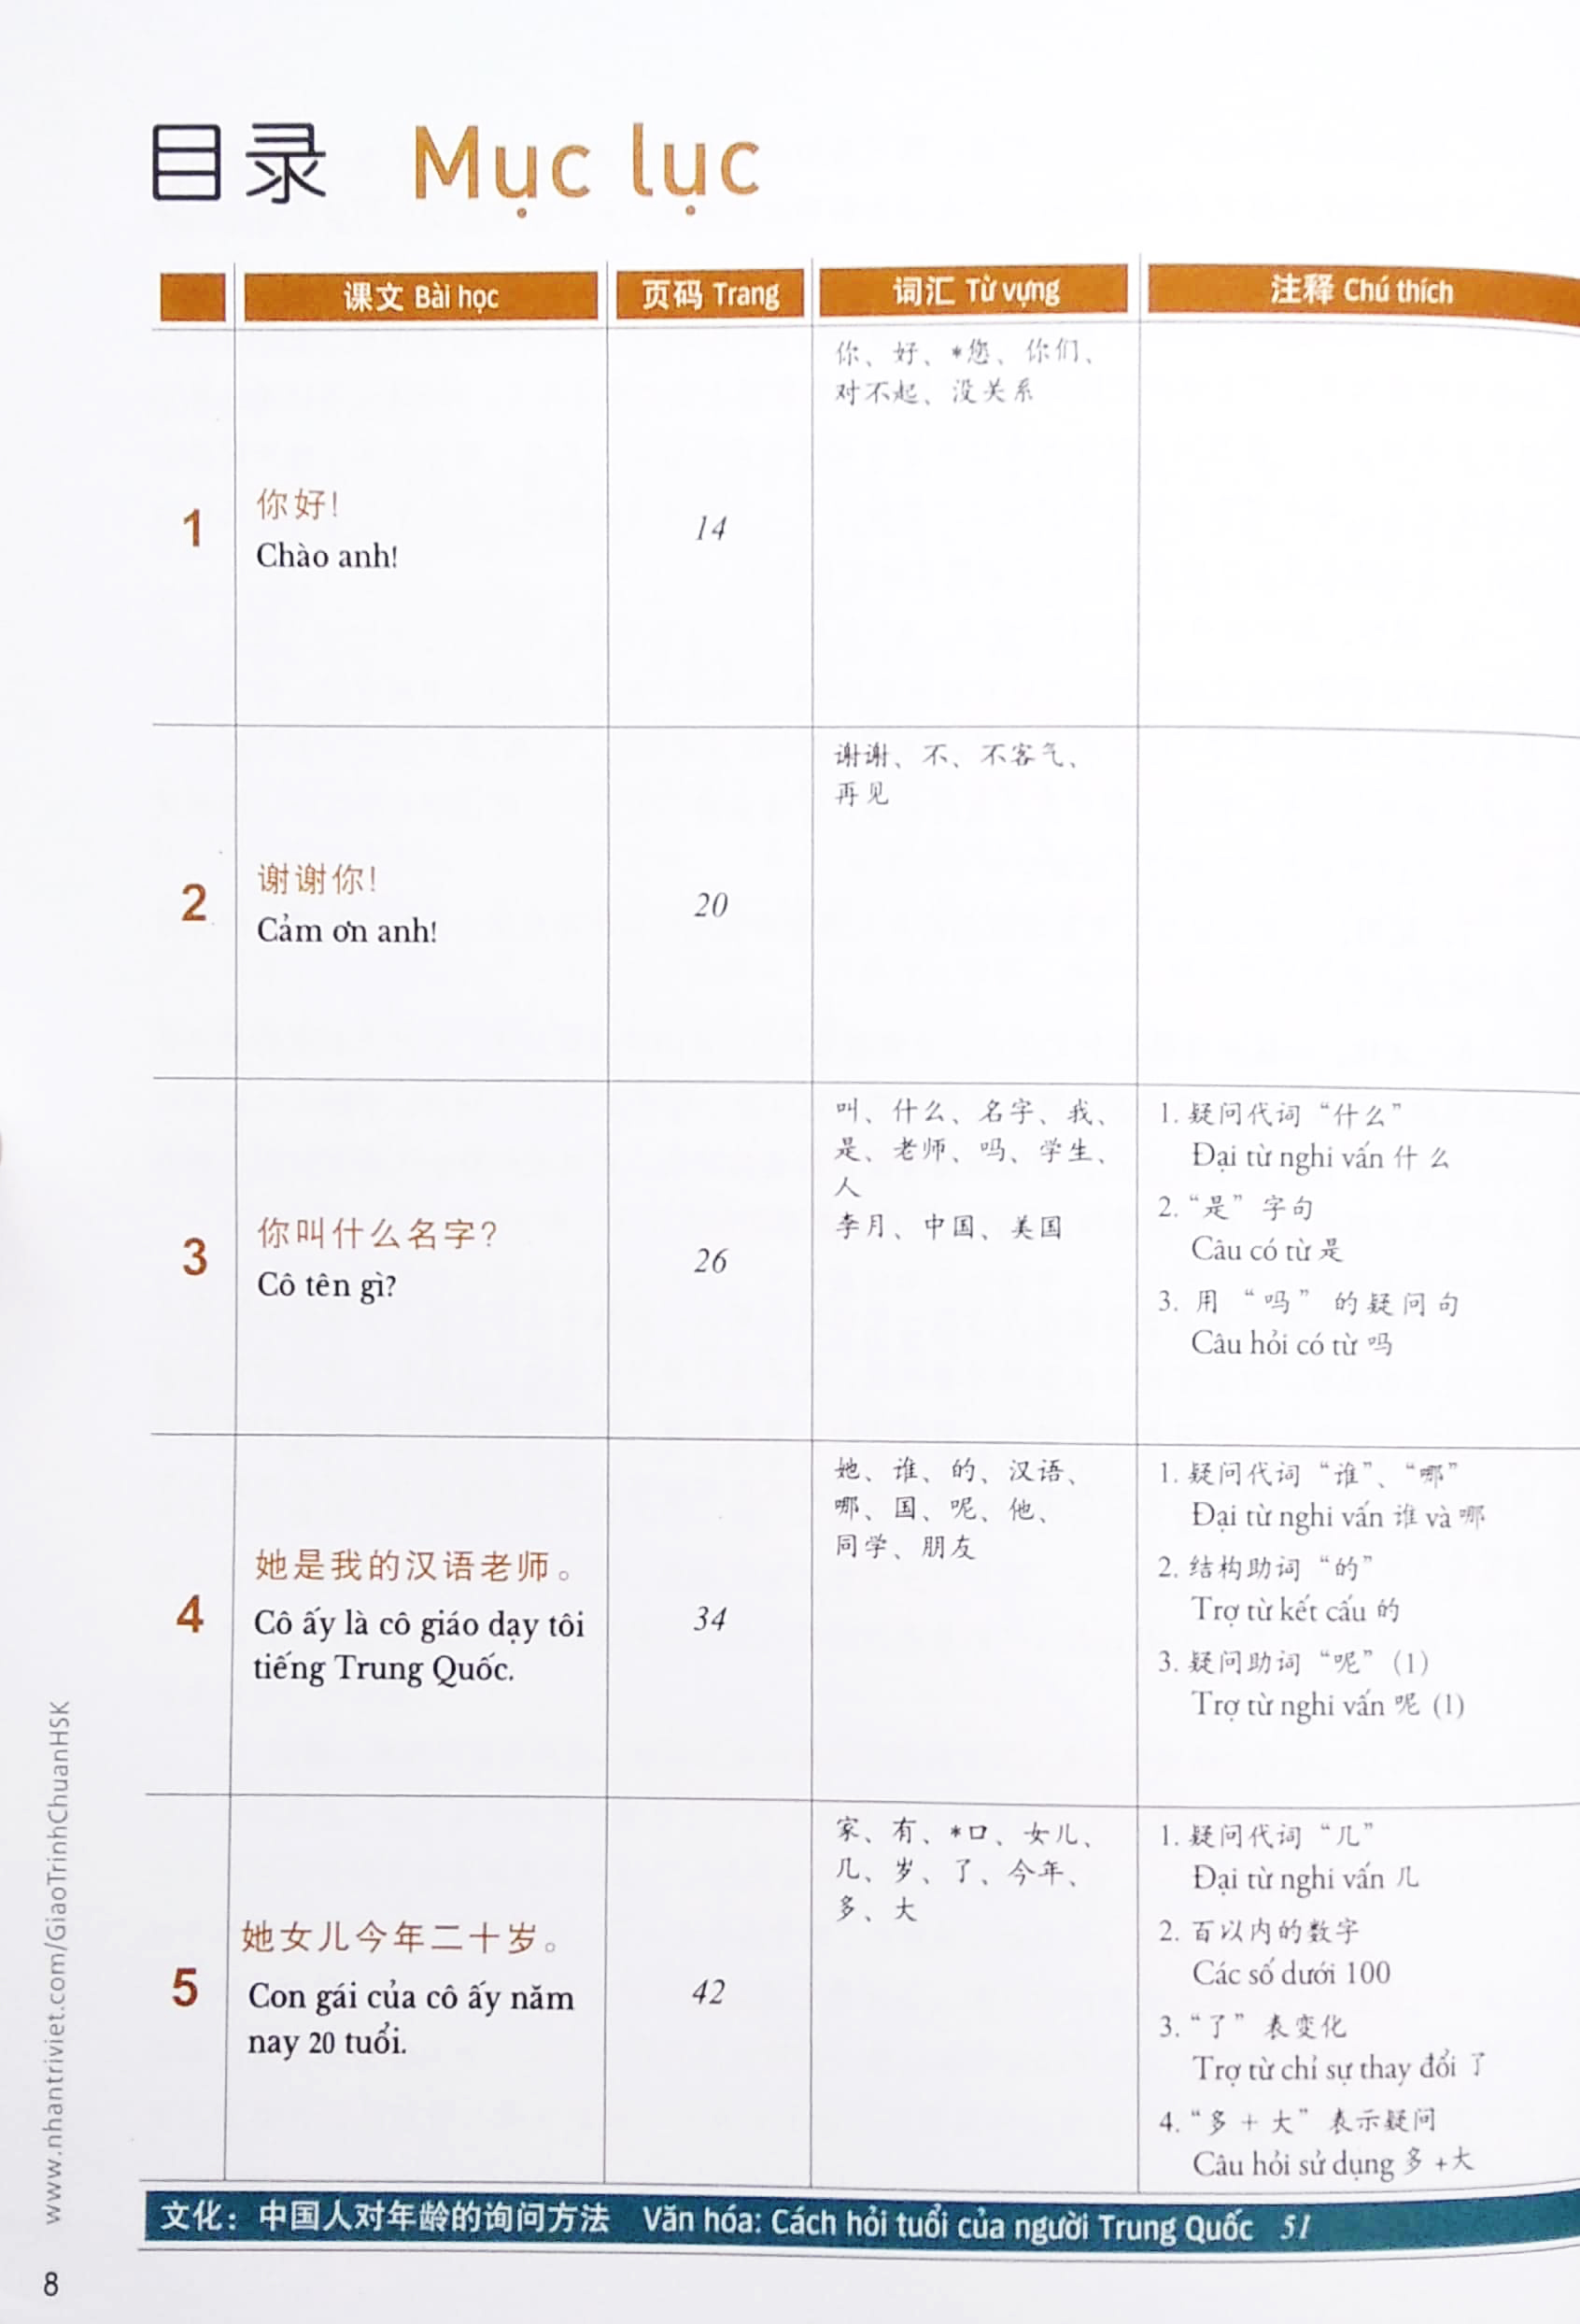 目录 Mục lục
课文 Bài học 页码 Trang 词汇 Từ vựng 注释 Chú thích
1
你好!
Chào anh!
14
你、好、*您、你们、
对不起、没关系
2
谢谢你!
Cảm ơn anh!
20
谢谢、不、不客气、
再见
3
你叫什么名字?
Cô tên gì?
26
叫、什么、名字、我、
是、老师、吗、学生、
人
李月、中国、美国
1. 疑问代词“什么”
Đại từ nghi vấn 什么
2. “是”字句
Câu có từ 是
3. 用“吗”的疑问句
Câu hỏi có từ 吗
4
她是我的汉语老师。
Cô ấy là cô giáo dạy tôi
tiếng Trung Quốc.
34
她、谁、的、汉语、
哪、国、呢、他、
同学、朋友
1. 疑问代词“谁”、“哪”
Đại từ nghi vấn 谁 và 哪
2. 结构助词“的”
Trợ từ kết cấu 的
3. 疑问助词“呢”(1)
Trợ từ nghi vấn 呢 (1)
5
她女儿今年二十岁。
Con gái của cô ấy năm
nay 20 tuổi.
42
家、有、*口、女儿、
几、岁、了、今年、
多、大
1. 疑问代词“几”
Đại từ nghi vấn 几
2. 百以内的数字
Các số dưới 100
3. “了”表变化
Trợ từ chỉ sự thay đổi 了
4. “多+大”表示疑问
Câu hỏi sử dụng 多+大
文化：中国人对年龄的询问方法 Văn hóa: Cách hỏi tuổi của người Trung Quốc 51
www.nhantriviet.com/GiaoTrinhChuanHSK
8